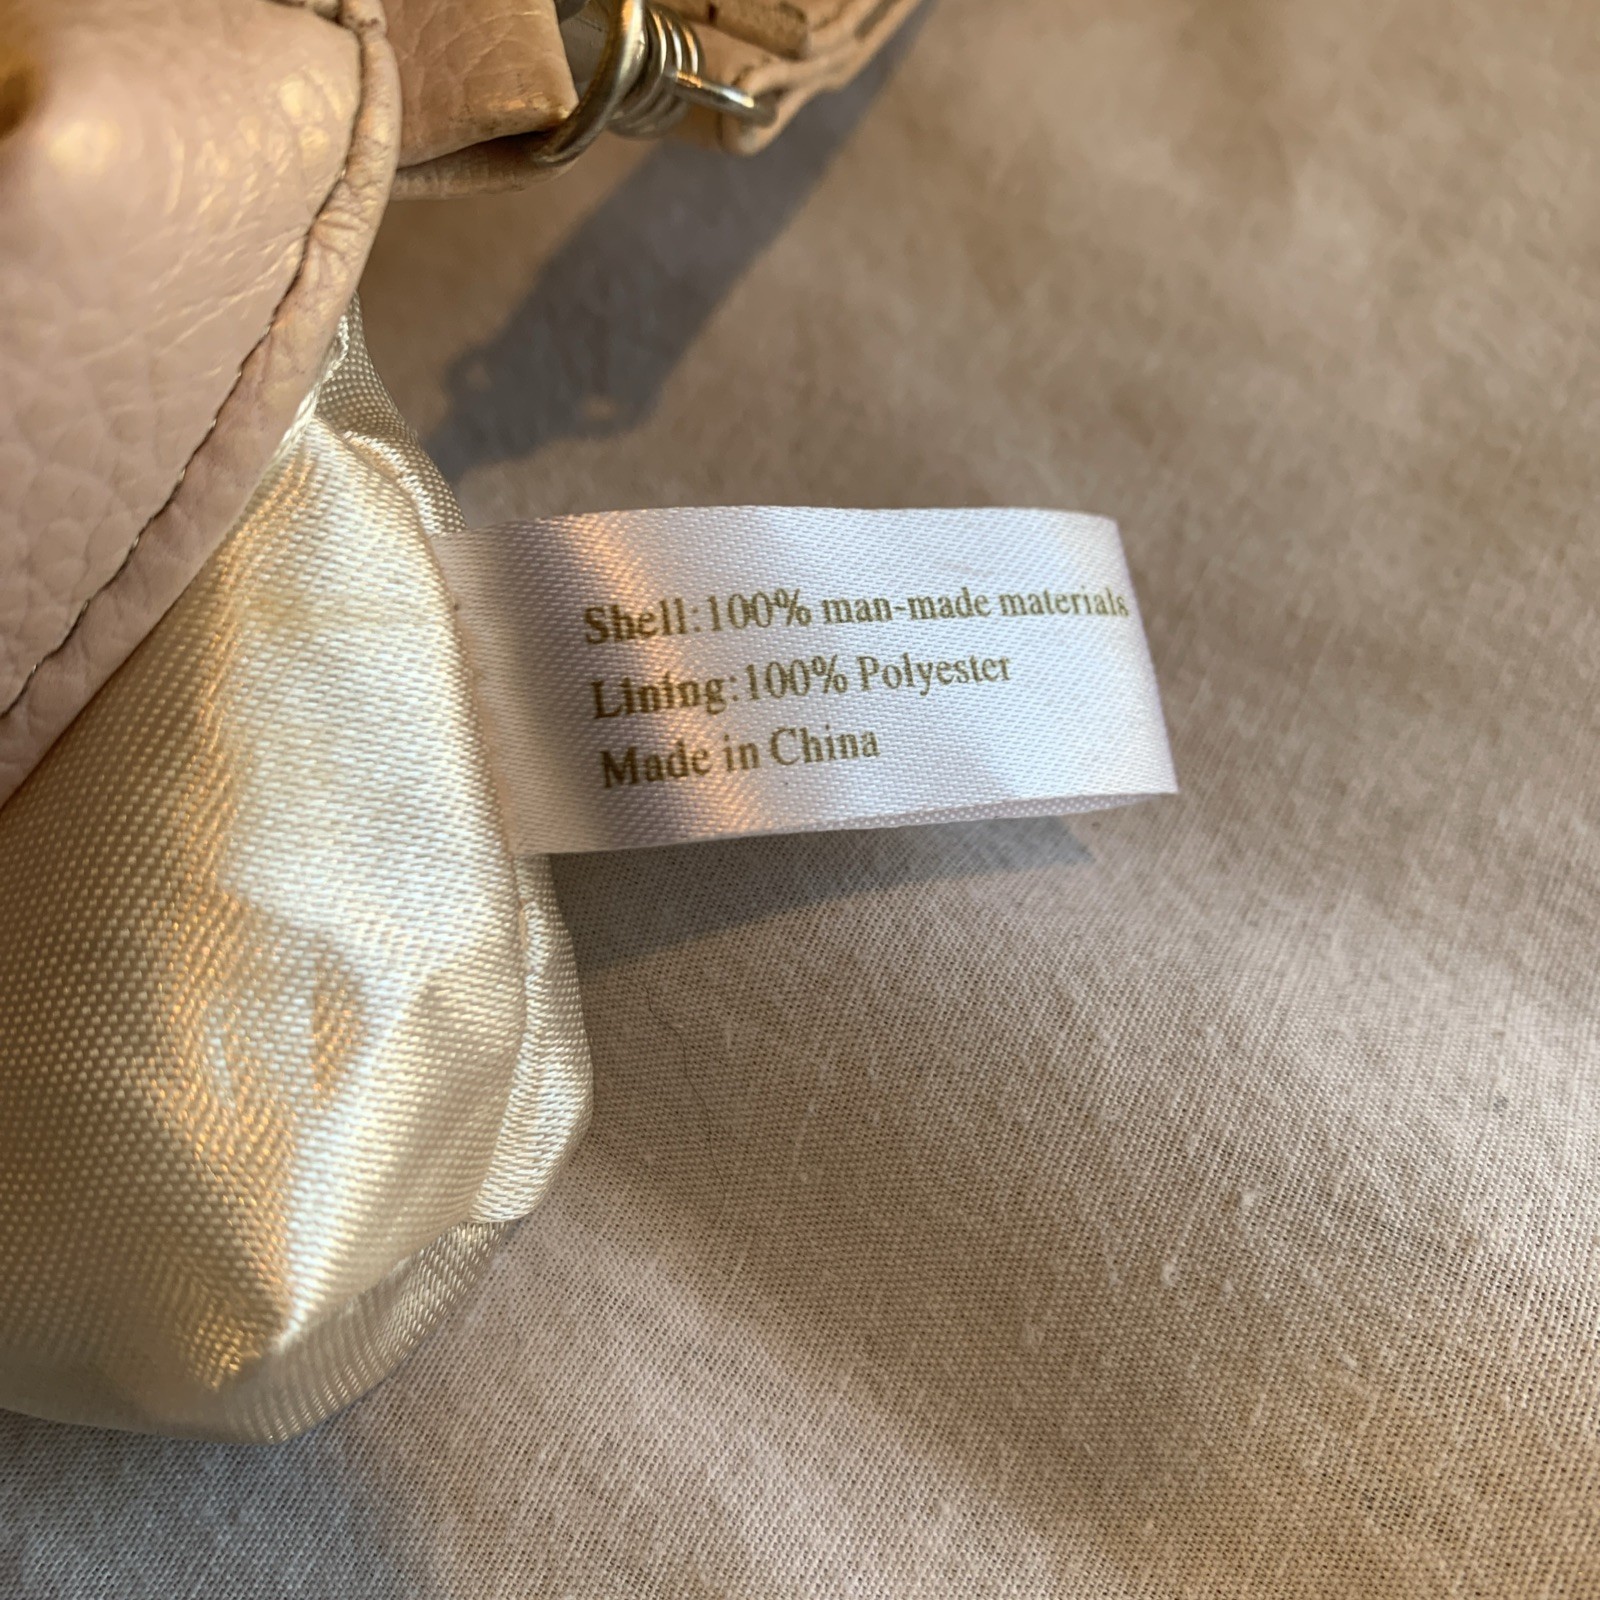 Shell:100% man-made materials
Lining:100% Polyester
Made in China